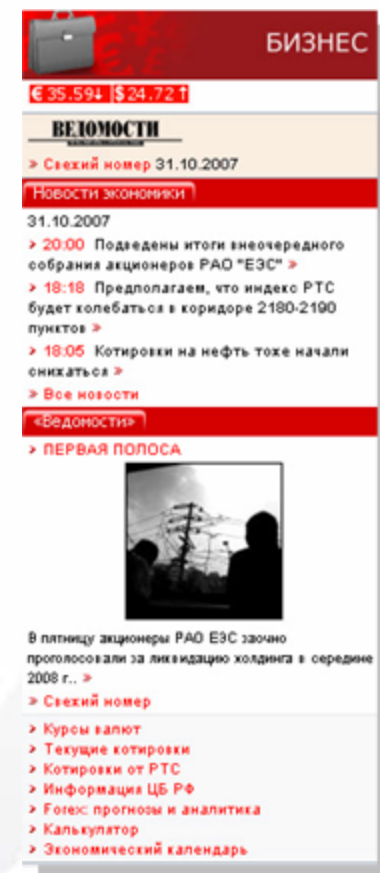 БИЗНЕС
€35.59↓ $24.72↑
ВЕДОМОСТИ
» Свежий номер 31.10.2007
Новости экономики
31.10.2007
> 20:00 Подведены итоги внеочередного
собрания акционеров РАО "ЕЭС" »
> 18:18 Предполагаем, что индекс РТС
будет колебаться в коридоре 2180-2190
пунктов »
> 18:05 Котировки на нефть тоже начали
снижаться »
» Все новости
«Ведомости»
> ПЕРВАЯ ПОЛОСА
В пятницу акционеры РАО ЕЭС заочно
проголосовали за ликвидацию холдинга в середине
2008 г.. »
» Свежий номер
> Курсы валют
> Текущие котировки
> Котировки от РТС
> Информация ЦБ РФ
> Forex: прогнозы и аналитика
> Калькулятор
> Экономический календарь